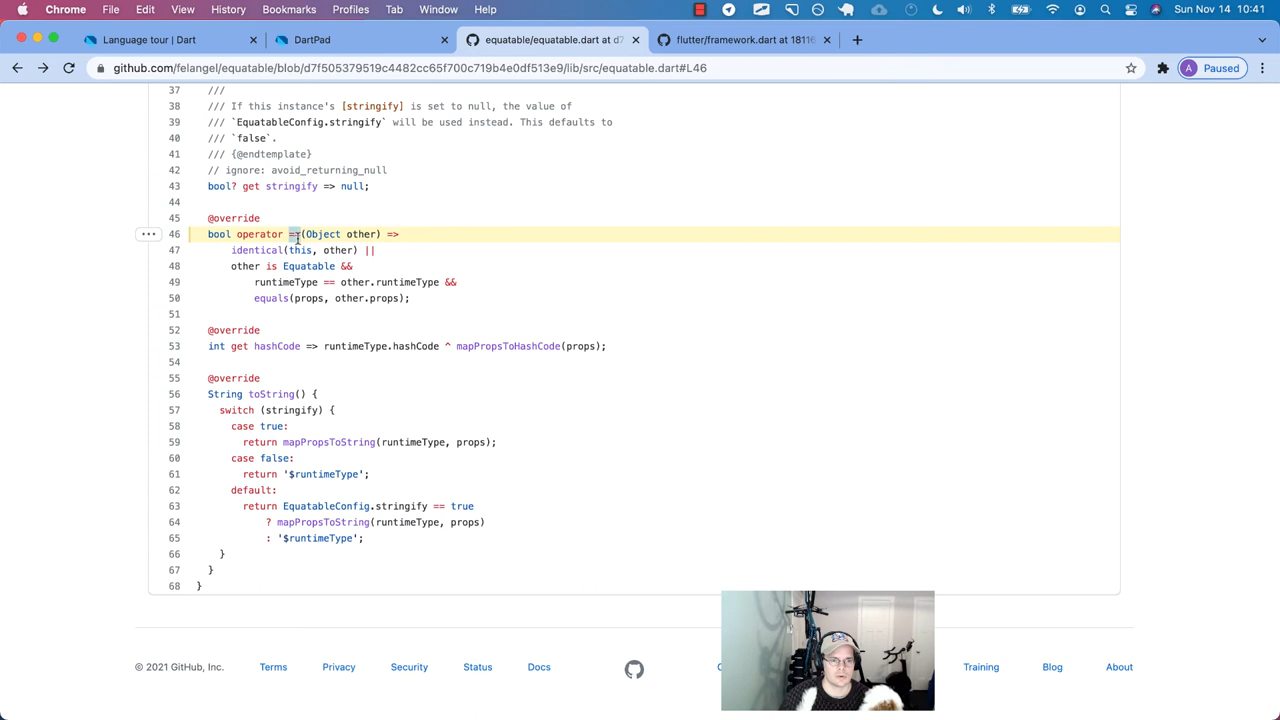 Chrome File Edit View History Bookmarks Profiles Tab Window Help Sun Nov 14 10:41
Language tour | Dart
DartPad
equatable/equatable.dart at d7
flutter/framework.dart at 18116
github.com/felangel/equatable/blob/d7f505379519c4482cc65f700c719b4e0df513e9/lib/src/equatable.dart#L46
A Paused
37 ///
38 /// If this instance's [stringify] is set to null, the value of
39 /// `EquatableConfig.stringify` will be used instead. This defaults to
40 /// `false`.
41 /// {@endtemplate}
42 // ignore: avoid_returning_null
43 bool? get stringify => null;
44
45 @override
46 bool operator ==(Object other) =>
47 identical(this, other) ||
48 other is Equatable &&
49 runtimeType == other.runtimeType &&
50 equals(props, other.props);
51
52 @override
53 int get hashCode => runtimeType.hashCode ^ mapPropsToHashCode(props);
54
55 @override
56 String toString() {
57 switch (stringify) {
58 case true:
59 return mapPropsToString(runtimeType, props);
60 case false:
61 return '$runtimeType';
62 default:
63 return EquatableConfig.stringify == true
64 ? mapPropsToString(runtimeType, props)
65 : '$runtimeType';
66 }
67 }
68 }
© 2021 GitHub, Inc. Terms Privacy Security Status Docs Training Blog About